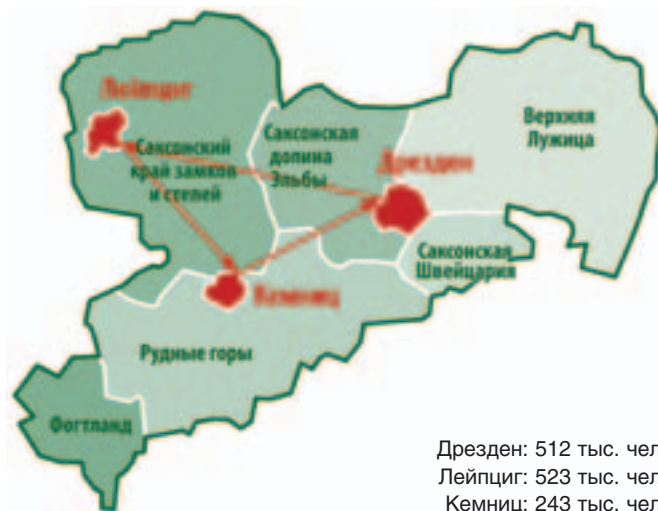 Лейпциг
Саксонский
край замков
и степей
Саксонская
долина
Эльбы
Верхняя
Лужица
Дрезден
Саксонская
Швейцария
Кемниц
Рудные горы
Фогтланд
Дрезден: 512 тыс. чел
Лейпциг: 523 тыс. чел
Кемниц: 243 тыс. чел